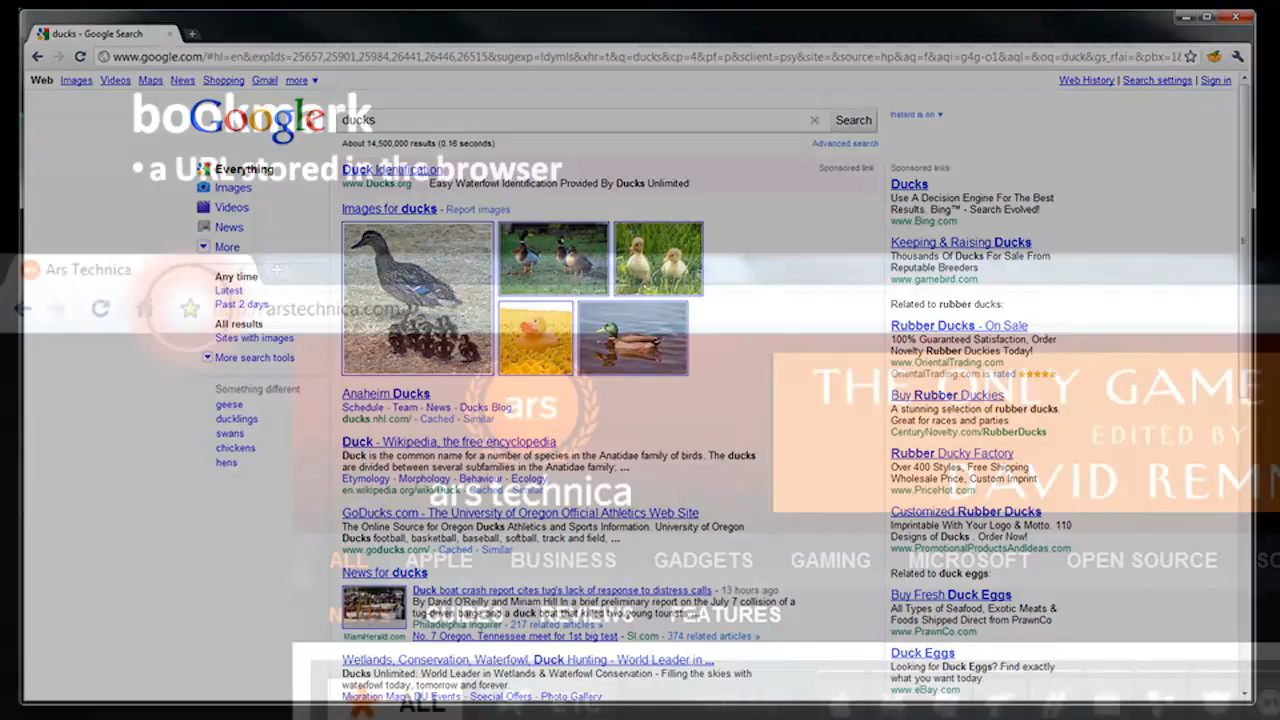 ducks - Google Search
www.google.com/#hl=en&expIds=25657,25901,25984,26441,26446,26515&sugexp=ldymls&xhr=t&q=ducks&cp=4&pf=p&sclient=psy&site=&source=hp&aq=f&aqi=g4g-o1&aql=&oq=duck&gs_rfai=&pbx=1&
Web Images Videos Maps News Shopping Gmail more
Web History | Search settings | Sign in
bookmark
• a URL stored in the browser
Google
ducks
Search
Instant is on
About 14,500,000 results (0.16 seconds)
Advanced search
Everything
Images
Videos
News
More
Any time
Latest
Past 2 days
All results
Sites with images
More search tools
Something different
geese
ducklings
swans
chickens
hens
Duck Identification
Sponsored link
www.Ducks.org Easy Waterfowl Identification Provided By Ducks Unlimited
Images for ducks - Report images
Anaheim Ducks
Schedule - Team - News - Ducks Blog
ducks.nhl.com/ - Cached - Similar
Duck - Wikipedia, the free encyclopedia
Duck is the common name for a number of species in the Anatidae family of birds. The ducks
are divided between several subfamilies in the Anatidae family, ...
Etymology - Morphology - Behaviour - Ecology
en.wikipedia.org/wiki/Duck - Cached - Similar
GoDucks.com - The University of Oregon Official Athletics Web Site
The Online Source for Oregon Ducks Athletics and Sports Information. University of Oregon
Ducks football, basketball, baseball, softball, track and field, ...
www.goducks.com/ - Cached - Similar
News for ducks
Duck boat crash report cites tug's lack of response to distress calls - 13 hours ago
By David O'Reilly and Miriam Hill In a brief preliminary report on the July 7 collision of a
Philadelphia Inquirer - 217 related articles »
MiamiHerald.com
No. 7 Oregon, Tennessee meet for 1st big test - SI.com - 374 related articles »
Wetlands, Conservation, Waterfowl, Duck Hunting - World Leader in ...
Ducks Unlimited: World Leader in Wetlands & Waterfowl Conservation - Filling the skies with
waterfowl today, tomorrow and forever.
Migration Map - DU Events - Special Offers - Photo Gallery
Sponsored links
Ducks
Use A Decision Engine For The Best
Results. Bing™ - Search Evolved!
www.Bing.com
Keeping & Raising Ducks
Thousands Of Ducks For Sale From
Reputable Breeders
www.gamebird.com
Related to rubber ducks:
Rubber Ducks - On Sale
100% Guaranteed Satisfaction, Order
Novelty Rubber Duckies Today!
www.OrientalTrading.com
OrientalTrading.com is rated
Buy Rubber Duckies
A stunning selection of rubber ducks.
Great for races and parties
CenturyNovelty.com/RubberDucks
Rubber Ducky Factory
Over 400 Styles, Free Shipping
Wholesale Price, Custom Imprint
www.PriceHot.com
Customized Rubber Ducks
Imprintable With Your Logo & Motto. 110
Designs of Ducks . Order Now!
www.PromotionalProductsAndIdeas.com
Related to duck eggs:
Buy Fresh Duck Eggs
All Types of Seafood, Exotic Meats &
Foods Shipped Direct from PrawnCo
www.PrawnCo.com
Duck Eggs
Looking for Duck Eggs? Find exactly
what you want today.
www.eBay.com
Ars Technica
http://arstechnica.com
ars
ars technica
THE ONLY GAME
EDITED BY
DAVID REMN
ALL APPLE BUSINESS GADGETS GAMING MICROSOFT OPEN SOURCE
NEWS GUIDES REVIEWS FEATURES
ALL